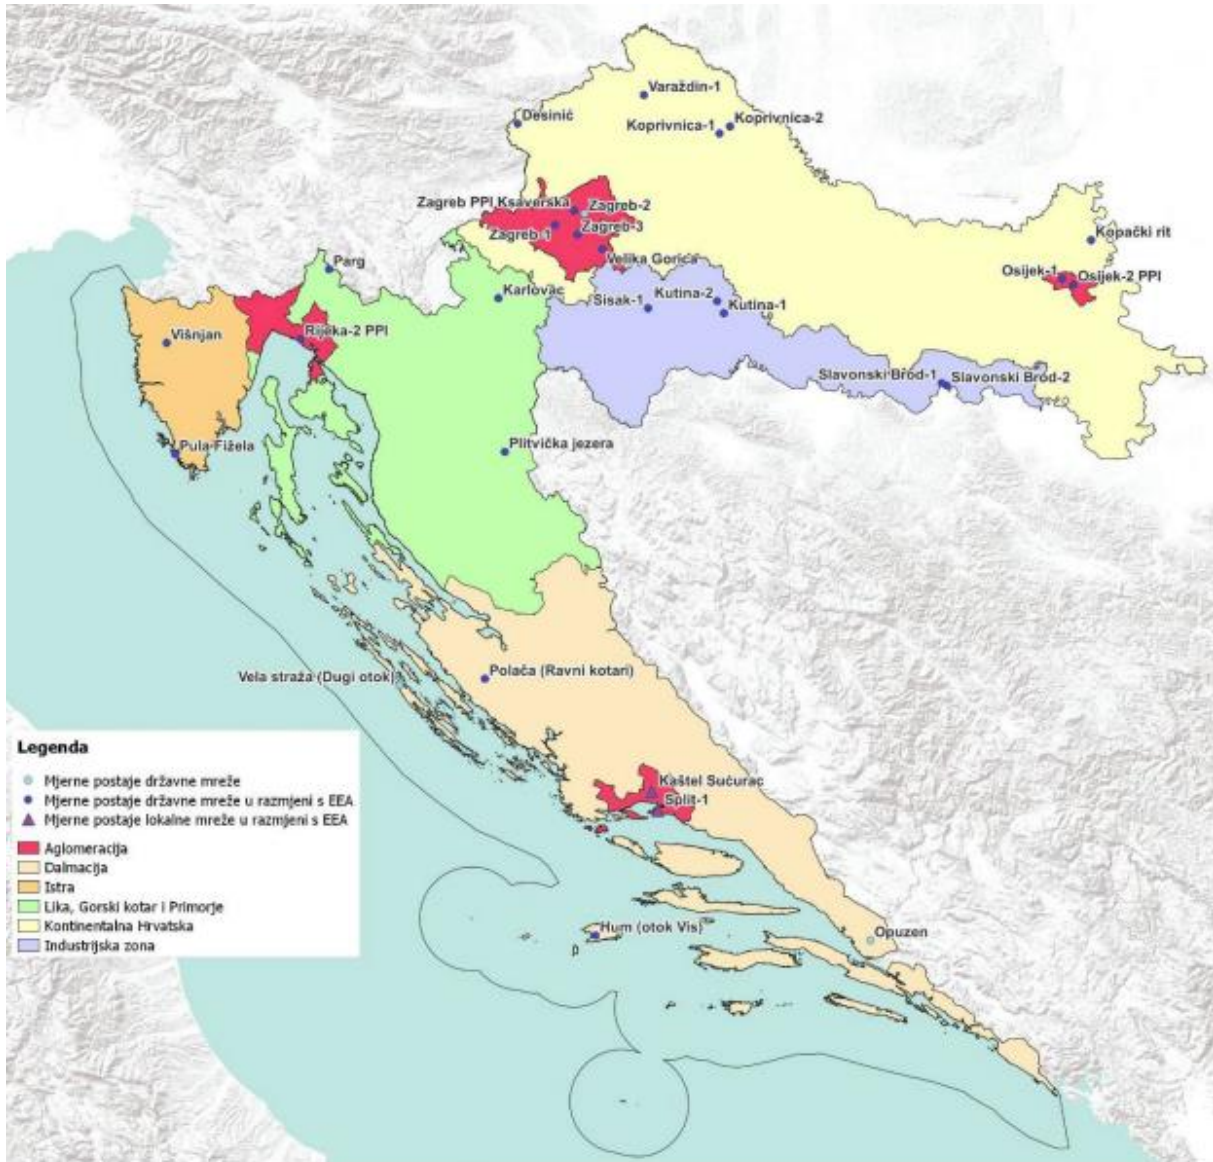 Varaždin-1
Desinić
Koprivnica-2
Koprivnica-1
Zagreb PPI Ksaverska
Zagreb-2
Zagreb-1
Zagreb-3
Velika Gorica
Kopački rit
Parg
Osijek-1
Osijek-2 PPI
Karlovac
Sisak-1
Kutina-2
Kutina-1
Rijeka-2 PPI
Višnjan
Slavonski Brod-1
Slavonski Brod-2
Pula Fižela
Plitvička jezera
Polača (Ravni kotari)
Vela straža (Dugi otok)
Legenda
Mjerne postaje državne mreže
Mjerne postaje državne mreže u razmjeni s EEA
Mjerne postaje lokalne mreže u razmjeni s EEA
Aglomeracija
Dalmacija
Istra
Lika, Gorski kotar i Primorje
Kontinentalna Hrvatska
Industrijska zona
Kaštel Sućurac
Split-1
Hum (otok Vis)
Opuzen